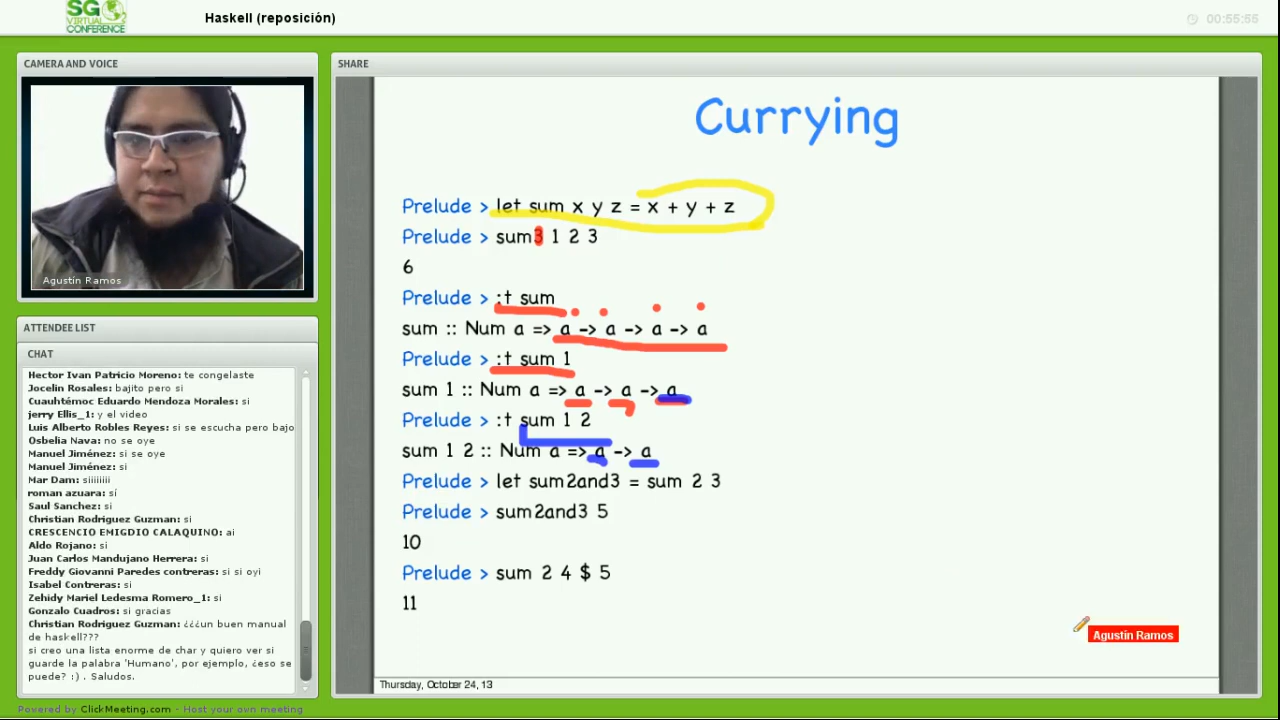 SG
VIRTUAL
CONFERENCE
Haskell (reposición)
00:55:55
CAMERA AND VOICE
Agustín Ramos
ATTENDEE LIST
CHAT
Hector Ivan Patricio Moreno: te congelaste
Jocelin Rosales: bajito pero si
Cuauhtémoc Eduardo Mendoza Morales: si
jerry Ellis_1: y el video
Luis Alberto Robles Reyes: si se escucha pero bajo
Osbelia Nava: no se oye
Manuel Jiménez: si se oye
Manuel Jiménez: si
Mar Dam: siiiiiiii
roman azuara: sí
Saul Sanchez: si
Christian Rodriguez Guzman: si
CRESCENCIO EMIGDIO CALAQUINO: ai
Aldo Rojano: si
Juan Carlos Mandujano Herrera: si
Freddy Giovanni Paredes contreras: si si oyi
Isabel Contreras: si
Zehidy Mariel Ledesma Romero_1: si
Gonzalo Cuadros: si gracias
Christian Rodriguez Guzman: ¿¿¿un buen manual
de haskell???
si creo una lista enorme de char y quiero ver si
guarde la palabra 'Humano', por ejemplo, ¿eso se
puede? :) . Saludos.
Powered by ClickMeeting.com - Host your own meeting
SHARE
Currying
Prelude > let sum x y z = x + y + z
Prelude > sum3 1 2 3
6
Prelude > :t sum
sum :: Num a => a -> a -> a -> a
Prelude > :t sum 1
sum 1 :: Num a => a -> a -> a
Prelude > :t sum 1 2
sum 1 2 :: Num a => a -> a
Prelude > let sum2and3 = sum 2 3
Prelude > sum2and3 5
10
Prelude > sum 2 4 $ 5
11
Agustín Ramos
Thursday, October 24, 13